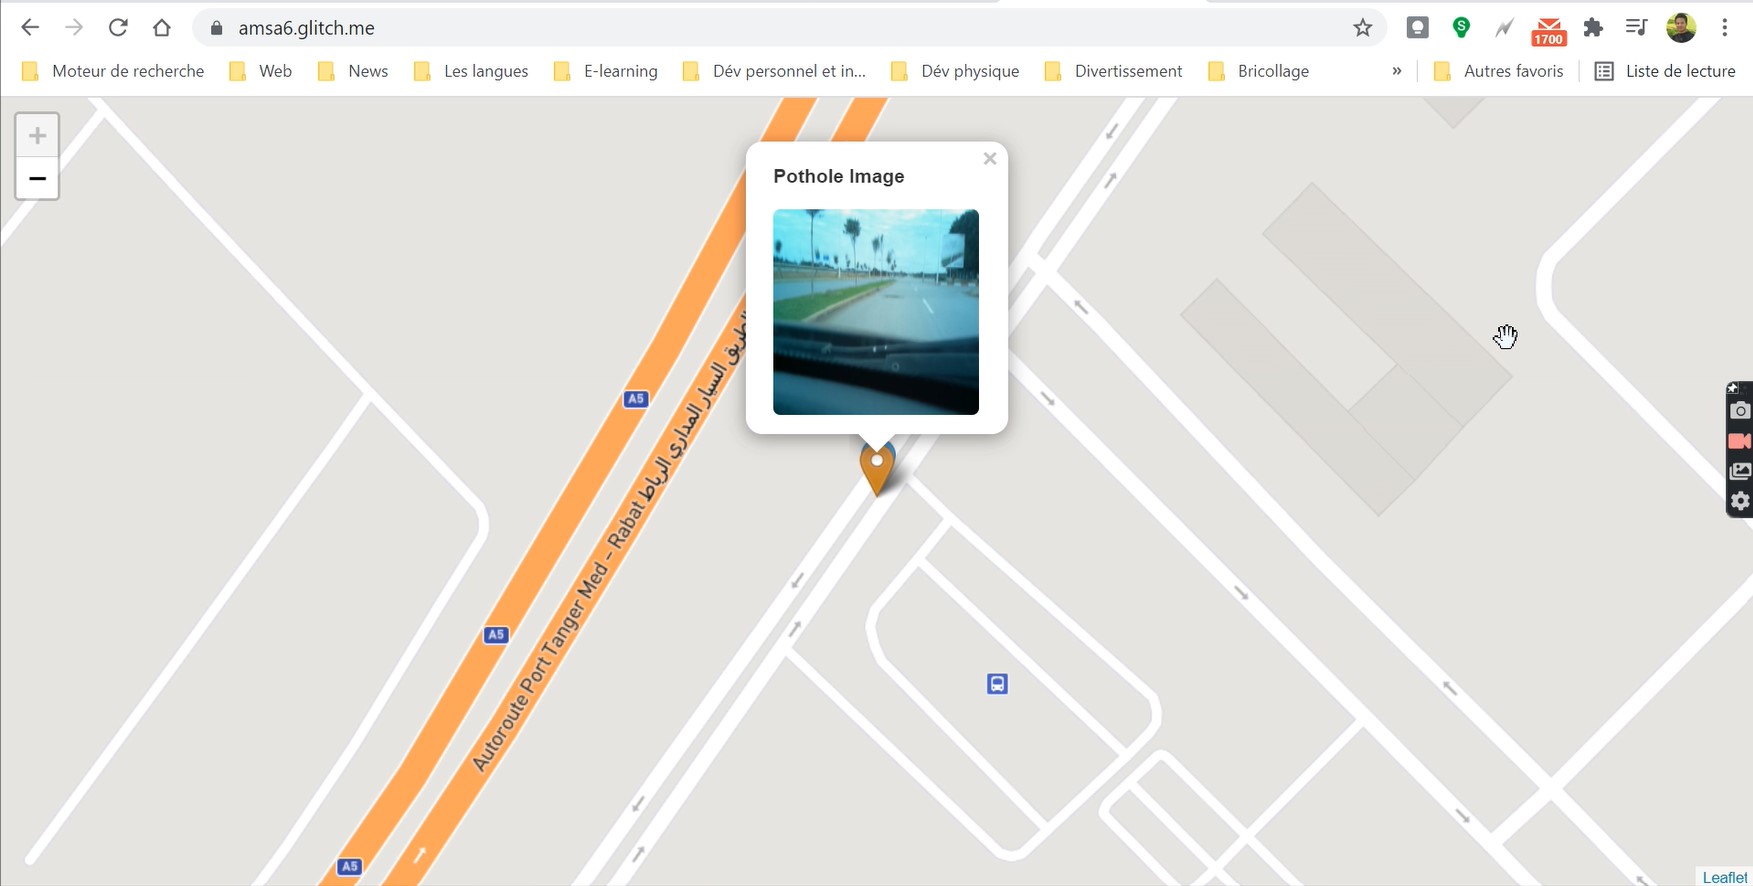 amsa6.glitch.me
1700
Moteur de recherche
Web
News
Les langues
E-learning
Dév personnel et in...
Dév physique
Divertissement
Bricollage
»
Autres favoris
Liste de lecture
+
−
Pothole Image
×
A5
A5
A5
Autoroute Port Tanger Med - Rabat الطريق السيار المداري الرباط
Leaflet